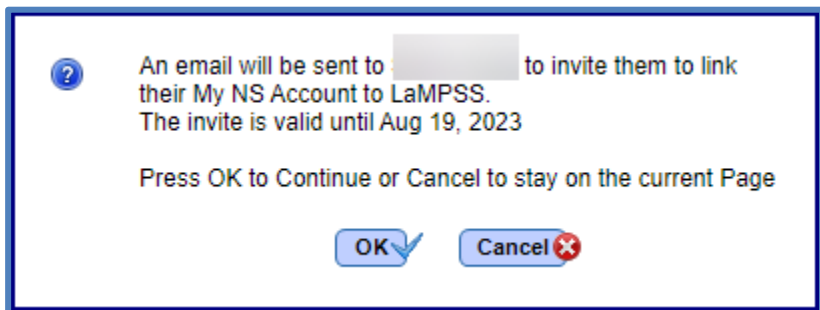 An email will be sent to to invite them to link
their My NS Account to LaMPSS.
The invite is valid until Aug 19, 2023
Press OK to Continue or Cancel to stay on the current Page
OK Cancel